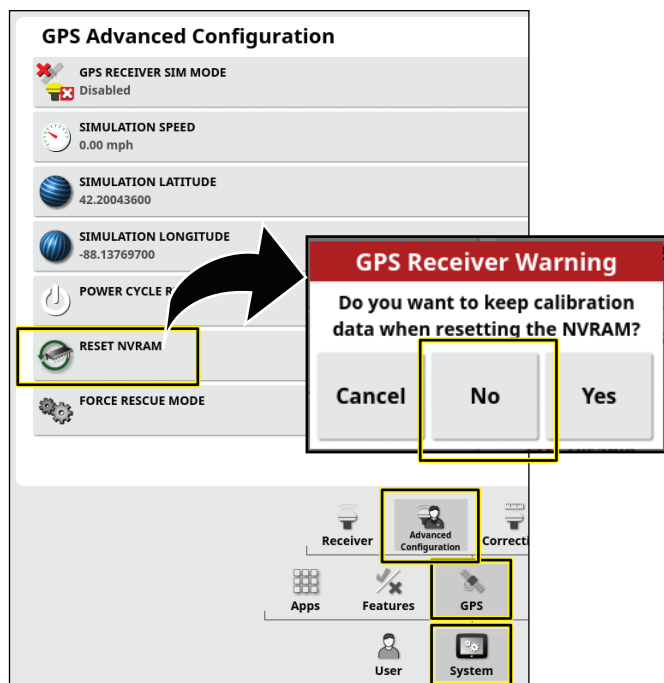 GPS Advanced Configuration
GPS RECEIVER SIM MODE
Disabled
SIMULATION SPEED
0.00 mph
SIMULATION LATITUDE
42.20043600
SIMULATION LONGITUDE
-88.13769700
POWER CYCLE
RESET NVRAM
FORCE RESCUE MODE
GPS Receiver Warning
Do you want to keep calibration
data when resetting the NVRAM?
Cancel
No
Yes
Receiver
Advanced
Configuration
Correcti
Apps
Features
GPS
User
System